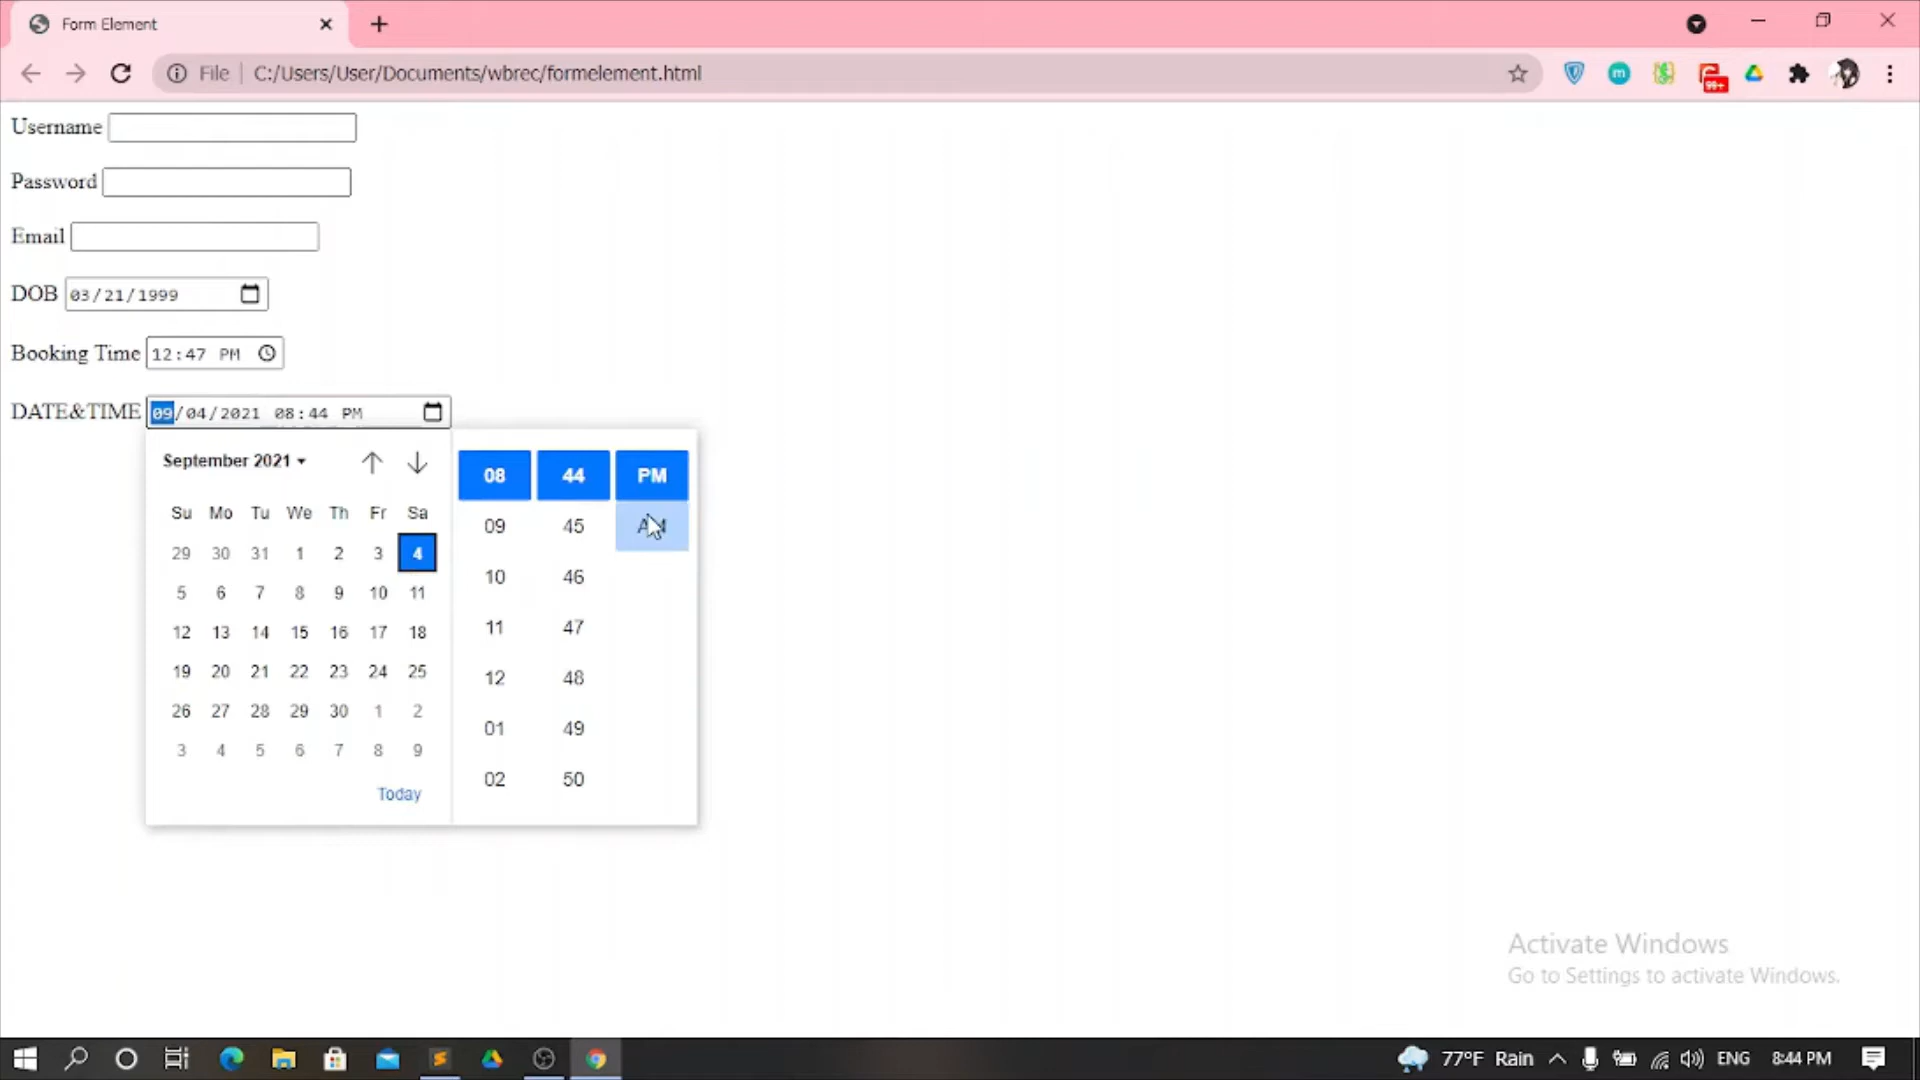 Form Element
File C:/Users/User/Documents/wbrec/formelement.html
m
99+
Username
Password
Email
DOB 03/21/1999
Booking Time 12:47 PM
DATE&TIME 09/04/2021 08:44 PM
September 2021
08 44 PM
Su Mo Tu We Th Fr Sa
09 45
29 30 31 1 2 3 4
10 46
5 6 7 8 9 10 11
11 47
12 13 14 15 16 17 18
12 48
19 20 21 22 23 24 25
01 49
26 27 28 29 30 1 2
02 50
3 4 5 6 7 8 9
Today
Activate Windows
Go to Settings to activate Windows.
77°F Rain ENG 8:44 PM